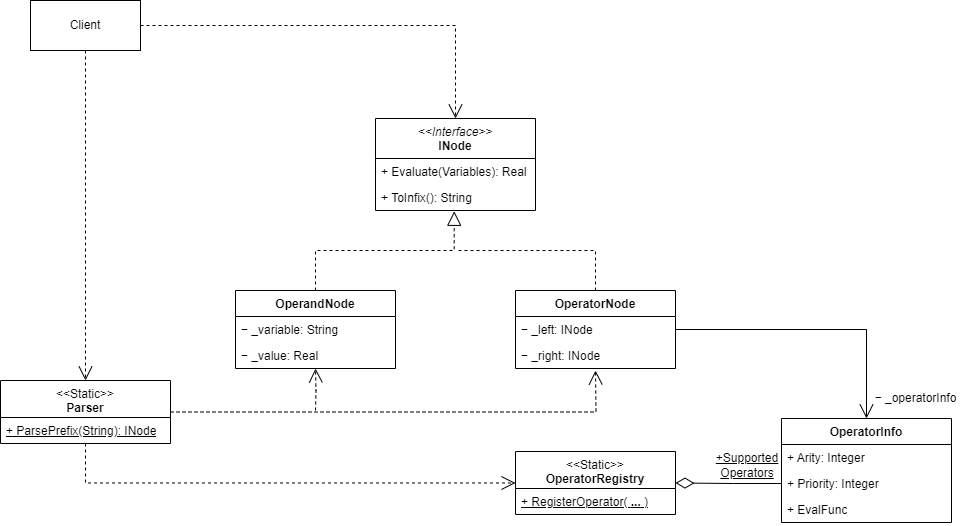 Client
<<Interface>>
INode
+ Evaluate(Variables): Real
+ ToInfix(): String
OperandNode
− _variable: String
− _value: Real
OperatorNode
− _left: INode
− _right: INode
<<Static>>
Parser
+ ParsePrefix(String): INode
− _operatorInfo
OperatorInfo
+ Arity: Integer
+ Priority: Integer
+ EvalFunc
+Supported
Operators
<<Static>>
OperatorRegistry
+ RegisterOperator( ... )